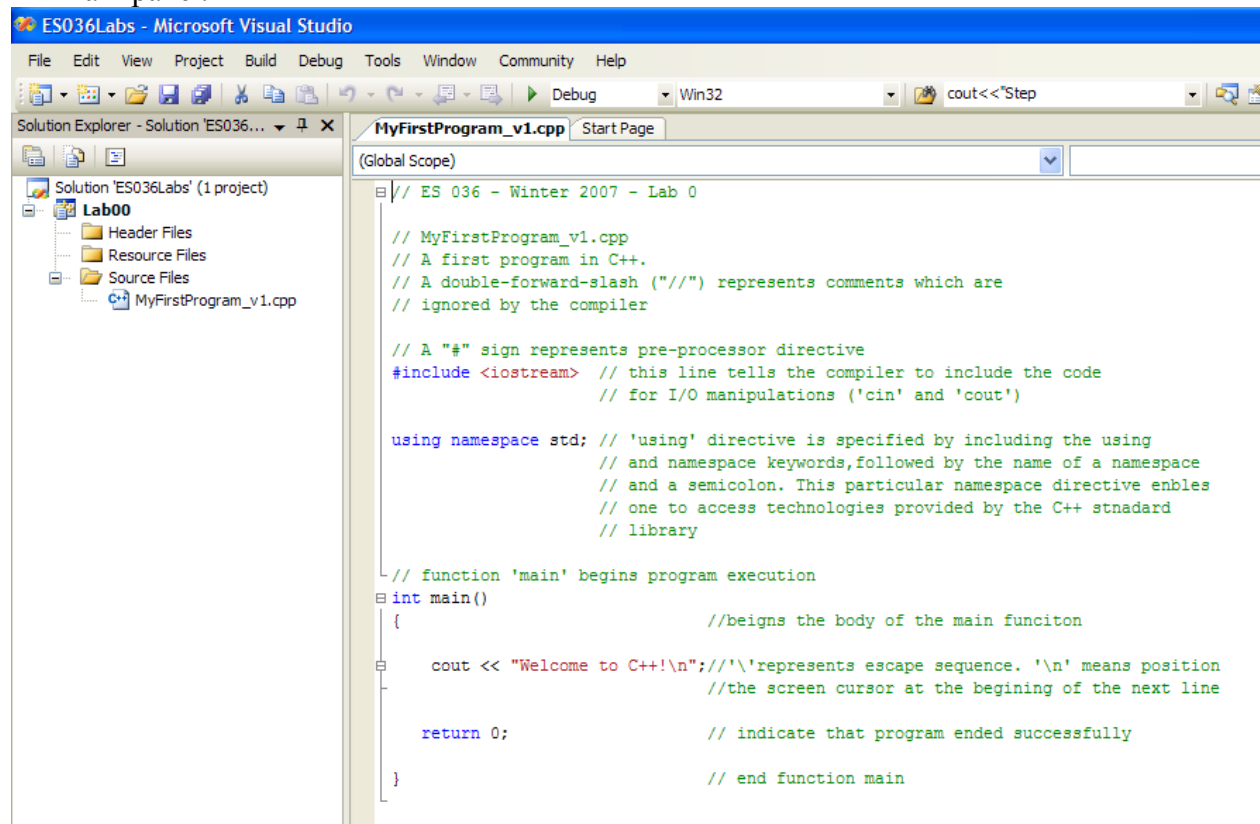 ES036Labs - Microsoft Visual Studio
File Edit View Project Build Debug Tools Window Community Help
Debug Win32 cout<<"Step
Solution Explorer - Solution 'ES036...
MyFirstProgram_v1.cpp Start Page
(Global Scope)
Solution 'ES036Labs' (1 project)
Lab00
Header Files
Resource Files
Source Files
MyFirstProgram_v1.cpp
// ES 036 - Winter 2007 - Lab 0
// MyFirstProgram_v1.cpp
// A first program in C++.
// A double-forward-slash ("//") represents comments which are
// ignored by the compiler
// A "#" sign represents pre-processor directive
#include <iostream> // this line tells the compiler to include the code
// for I/O manipulations ('cin' and 'cout')
using namespace std; // 'using' directive is specified by including the using
// and namespace keywords,followed by the name of a namespace
// and a semicolon. This particular namespace directive enbles
// one to access technologies provided by the C++ stnadard
// library
// function 'main' begins program execution
int main()
{ //beigns the body of the main funciton
cout << "Welcome to C++!\n";//'\'represents escape sequence. '\n' means position
//the screen cursor at the begining of the next line
return 0; // indicate that program ended successfully
} // end function main